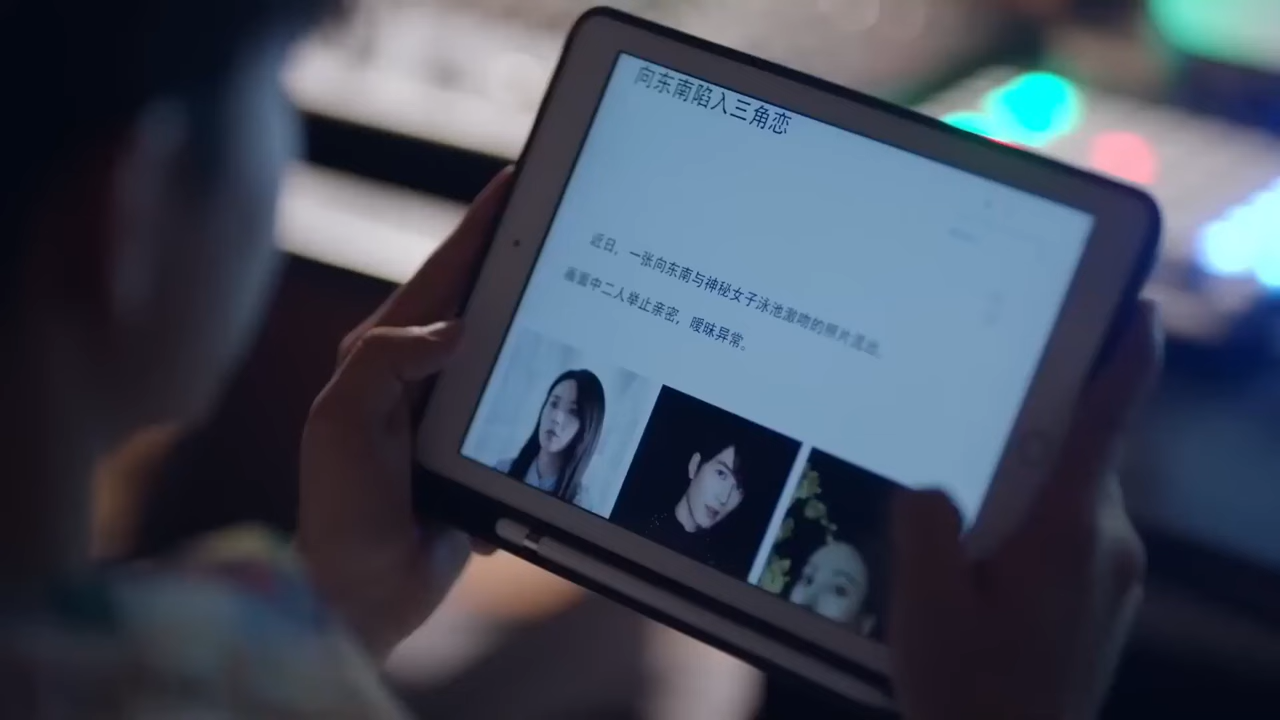 向东南陷入三角恋
近日，一张向东南与神秘女子泳池激吻的照片流出。
画面中二人举止亲密，暧昧异常。